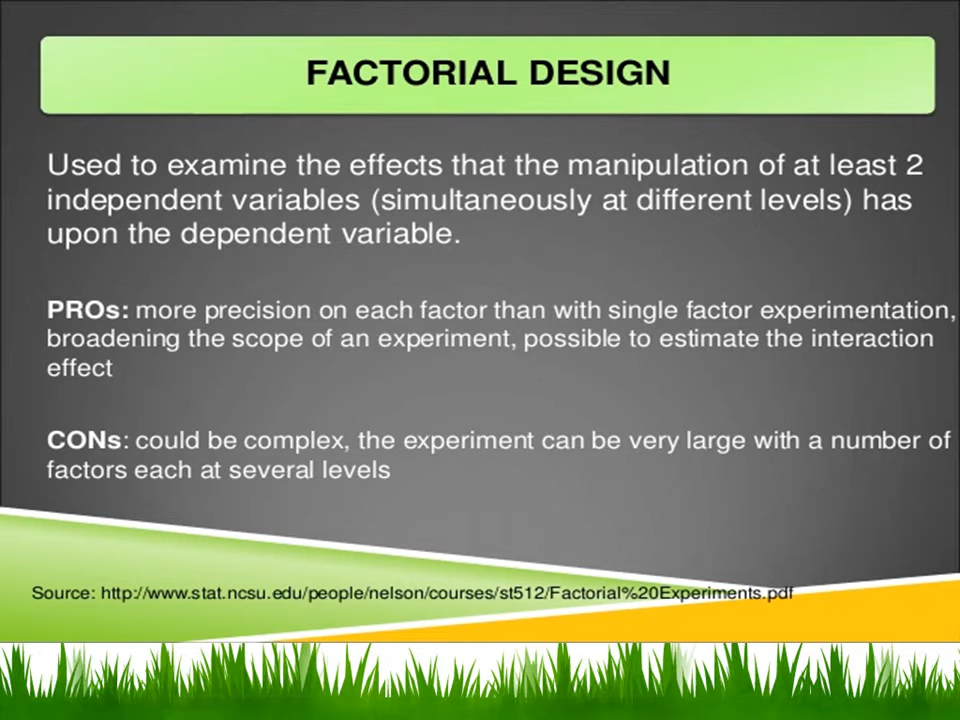 FACTORIAL DESIGN
Used to examine the effects that the manipulation of at least 2
independent variables (simultaneously at different levels) has
upon the dependent variable.
PROs: more precision on each factor than with single factor experimentation,
broadening the scope of an experiment, possible to estimate the interaction
effect
CONs: could be complex, the experiment can be very large with a number of
factors each at several levels
Source: http://www.stat.ncsu.edu/people/nelson/courses/st512/Factorial%20Experiments.pdf